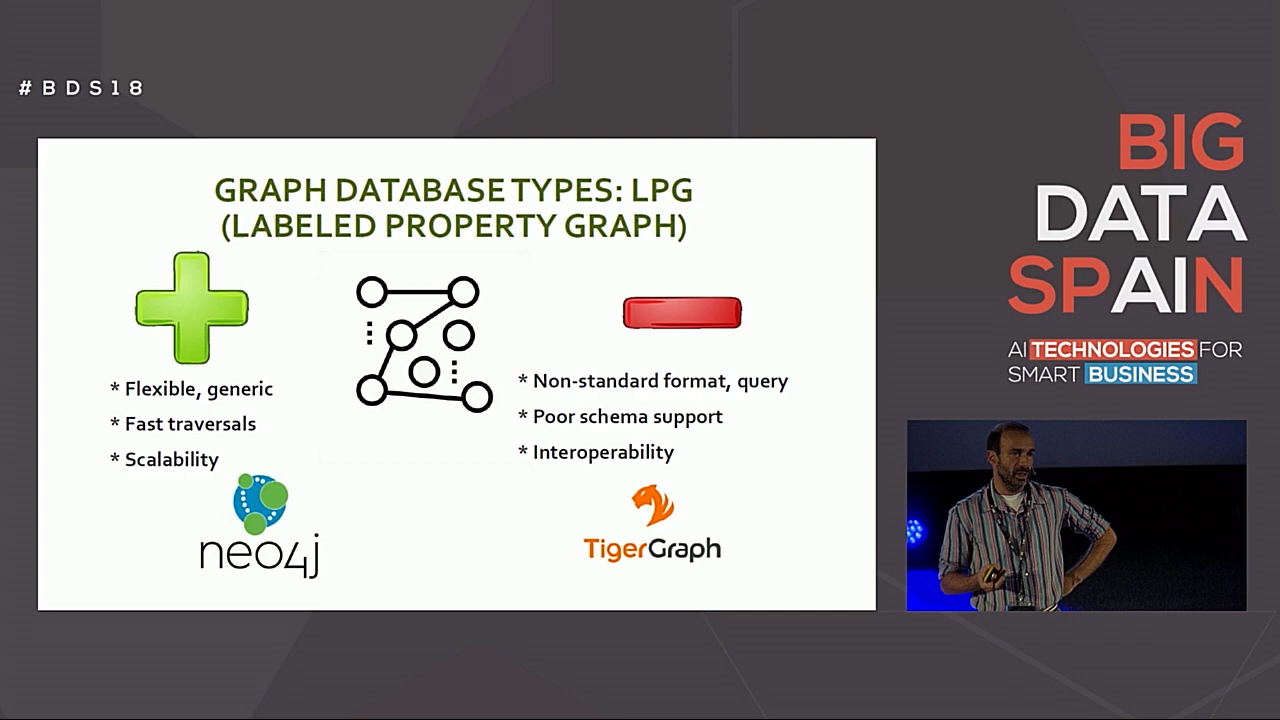 #BDS18
GRAPH DATABASE TYPES: LPG
(LABELED PROPERTY GRAPH)
* Flexible, generic
* Fast traversals
* Scalability
neo4j
* Non-standard format, query
* Poor schema support
* Interoperability
TigerGraph
BIG
DATA
SPAIN
AI TECHNOLOGIES FOR
SMART BUSINESS